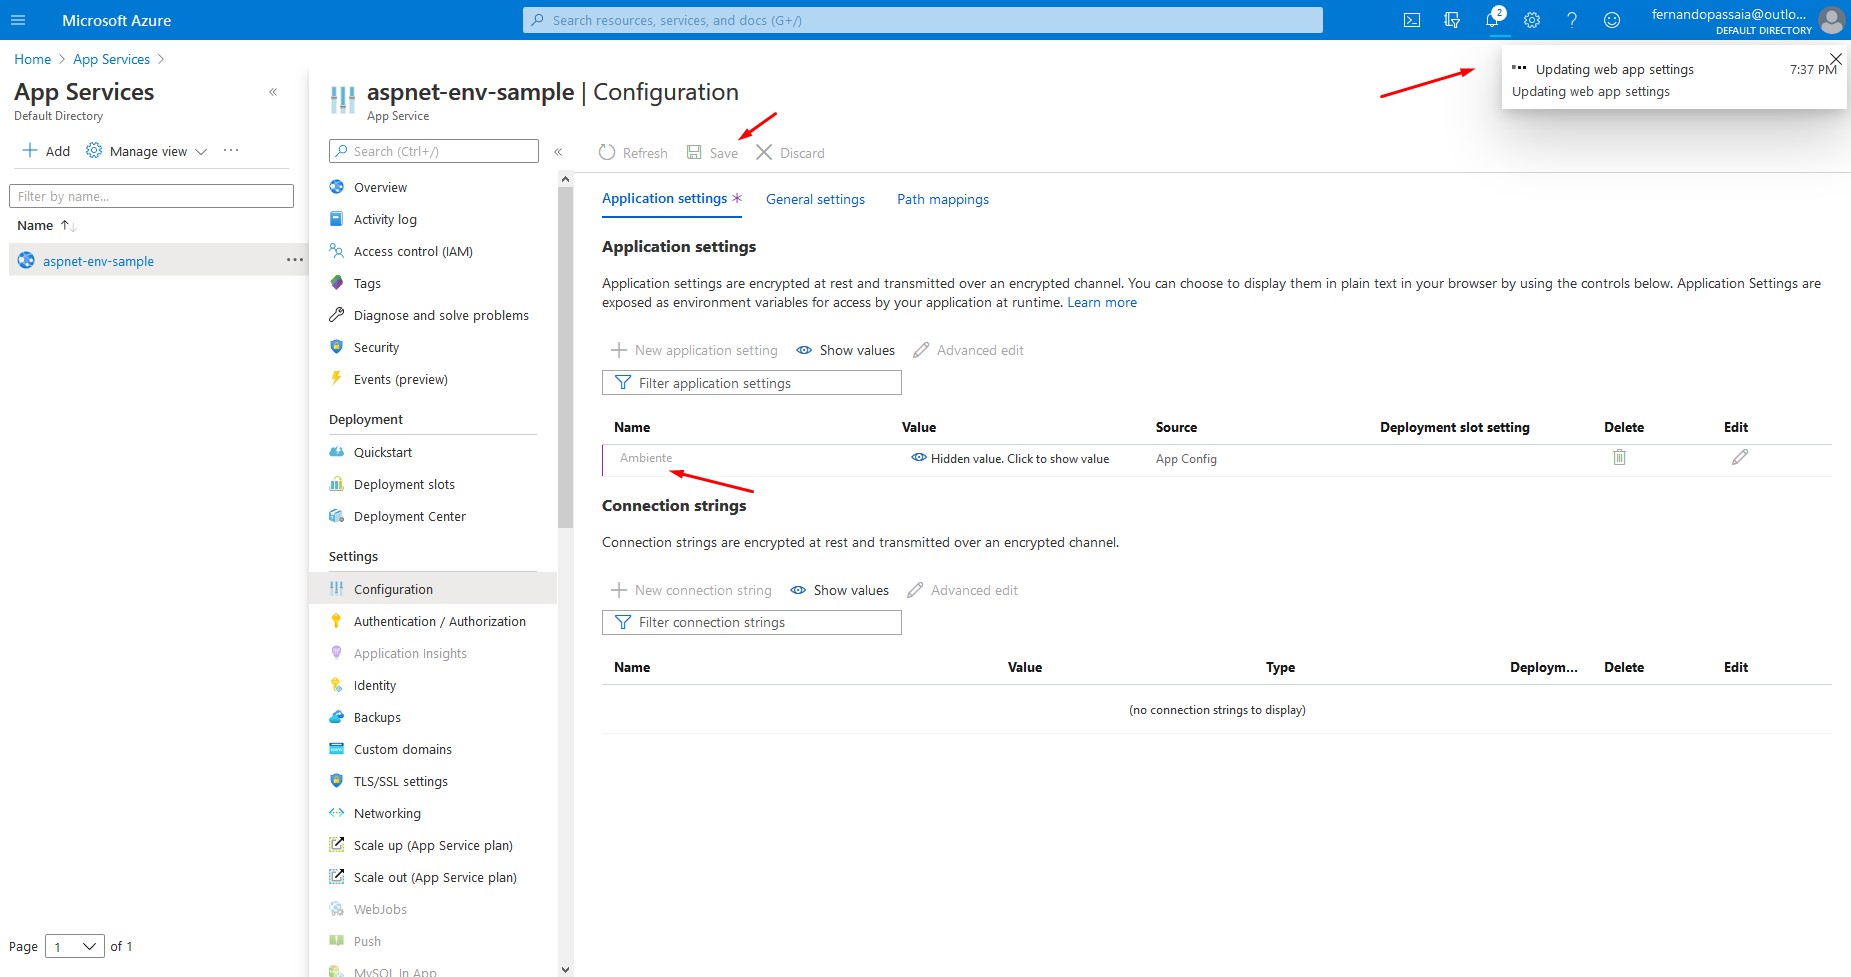 Microsoft Azure
Search resources, services, and docs (G+/)
2
fernandopassaia@outlo...
DEFAULT DIRECTORY
Home > App Services >
Updating web app settings 7:37 PM
Updating web app settings
App Services
Default Directory
Add Manage view ...
Filter by name...
Name
aspnet-env-sample ...
Page 1 of 1
aspnet-env-sample | Configuration
App Service
Search (Ctrl+/)
Overview
Activity log
Access control (IAM)
Tags
Diagnose and solve problems
Security
Events (preview)
Deployment
Quickstart
Deployment slots
Deployment Center
Settings
Configuration
Authentication / Authorization
Application Insights
Identity
Backups
Custom domains
TLS/SSL settings
Networking
Scale up (App Service plan)
Scale out (App Service plan)
WebJobs
Push
MySQL In App
Refresh Save Discard
Application settings * General settings Path mappings
Application settings
Application settings are encrypted at rest and transmitted over an encrypted channel. You can choose to display them in plain text in your browser by using the controls below. Application Settings are
exposed as environment variables for access by your application at runtime. Learn more
New application setting Show values Advanced edit
Filter application settings
Name Value Source Deployment slot setting Delete Edit
Ambiente Hidden value. Click to show value App Config
Connection strings
Connection strings are encrypted at rest and transmitted over an encrypted channel.
New connection string Show values Advanced edit
Filter connection strings
Name Value Type Deploym... Delete Edit
(no connection strings to display)